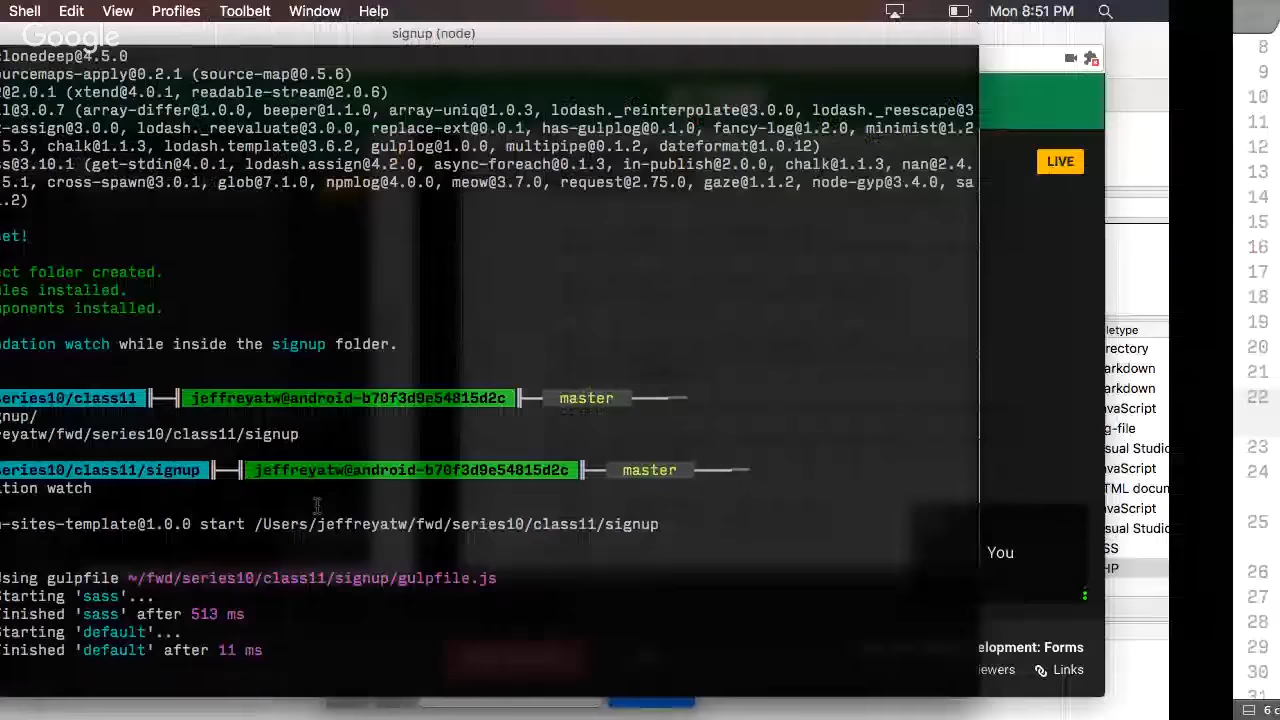 Shell Edit View Profiles Toolbelt Window Help Mon 8:51 PM
Google
signup (node)
clonedeep@4.5.0
ourcemaps-apply@0.2.1 (source-map@0.5.6)
2@2.0.1 (xtend@4.0.1, readable-stream@2.0.6)
l@3.0.7 (array-differ@1.0.0, beeper@1.1.0, array-uniq@1.0.3, lodash._reinterpolate@3.0.0, lodash._reescape@3
t-assign@3.0.0, lodash._reevaluate@3.0.0, replace-ext@0.0.1, has-gulplog@0.1.0, fancy-log@1.2.0, minimist@1.2
.5.3, chalk@1.1.3, lodash.template@3.6.2, gulplog@1.0.0, multipipe@0.1.2, dateformat@1.0.12)
ss@3.10.1 (get-stdin@4.0.1, lodash.assign@4.2.0, async-foreach@0.1.3, in-publish@2.0.0, chalk@1.1.3, nan@2.4.
.5.1, cross-spawn@3.0.1, glob@7.1.0, npmlog@4.0.0, meow@3.7.0, request@2.75.0, gaze@1.1.2, node-gyp@3.4.0, sa
1.2)
et!
ect folder created.
ules installed.
ponents installed.
ndation watch while inside the signup folder.
series10/class11 jeffreyatw@android-b70f3d9e54815d2c master
gnup/
reyatw/fwd/series10/class11/signup
series10/class11/signup jeffreyatw@android-b70f3d9e54815d2c master
tion watch
n-sites-template@1.0.0 start /Users/jeffreyatw/fwd/series10/class11/signup
Using gulpfile ~/fwd/series10/class11/signup/gulpfile.js
Starting 'sass'...
Finished 'sass' after 513 ms
Starting 'default'...
Finished 'default' after 11 ms
LIVE
You
elopment: Forms
iewers Links
letype
rectory
arkdown
arkdown
vaScript
g-file
sual Studi
vaScript
TML docum
vaScript
sual Studi
SS
HP
8
9
10
11
12
13
14
15
16
17
18
19
20
21
22
23
24
25
26
27
28
29
30
31
6 c